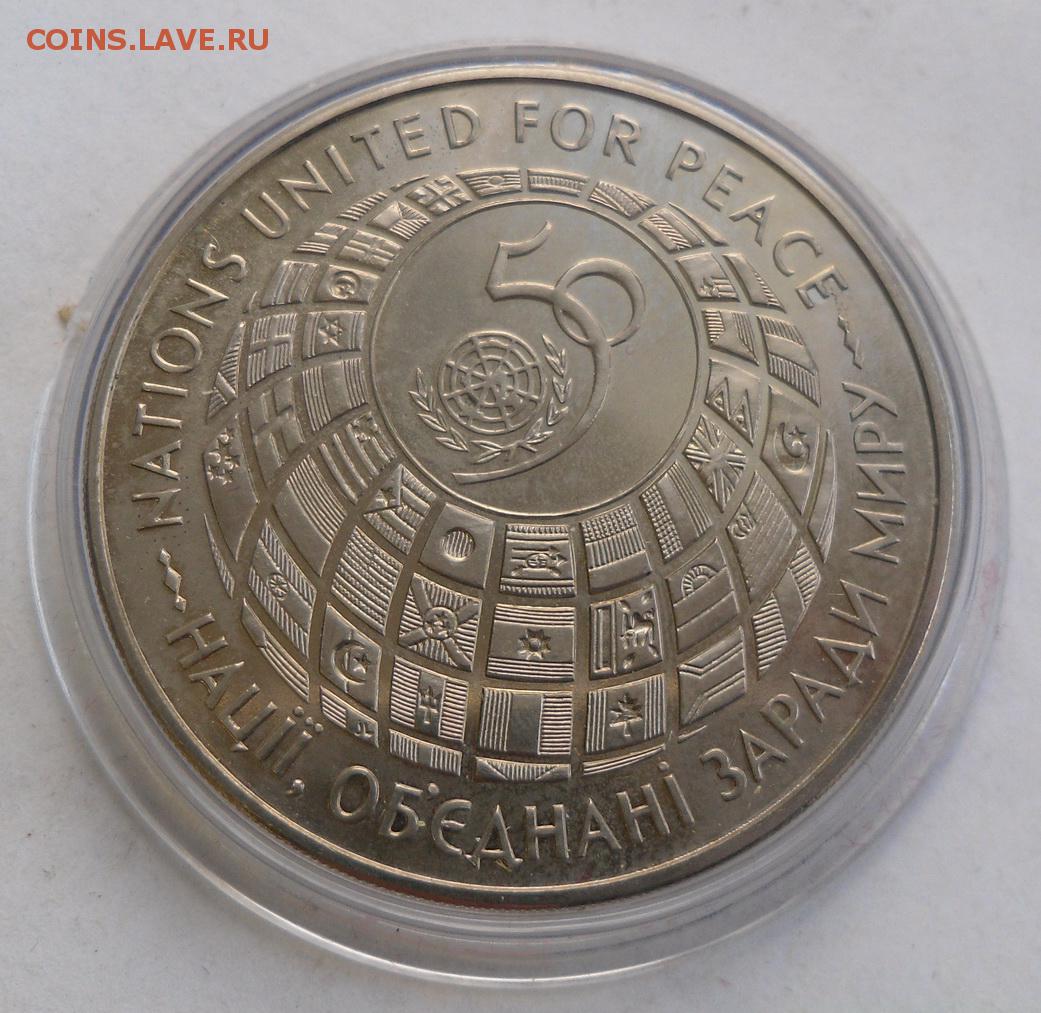 COINS.LAVE.RU
NATIONS UNITED FOR PEACE
50
НАЦІЇ, ОБ'ЄДНАНІ ЗАРАДИ МИРУ